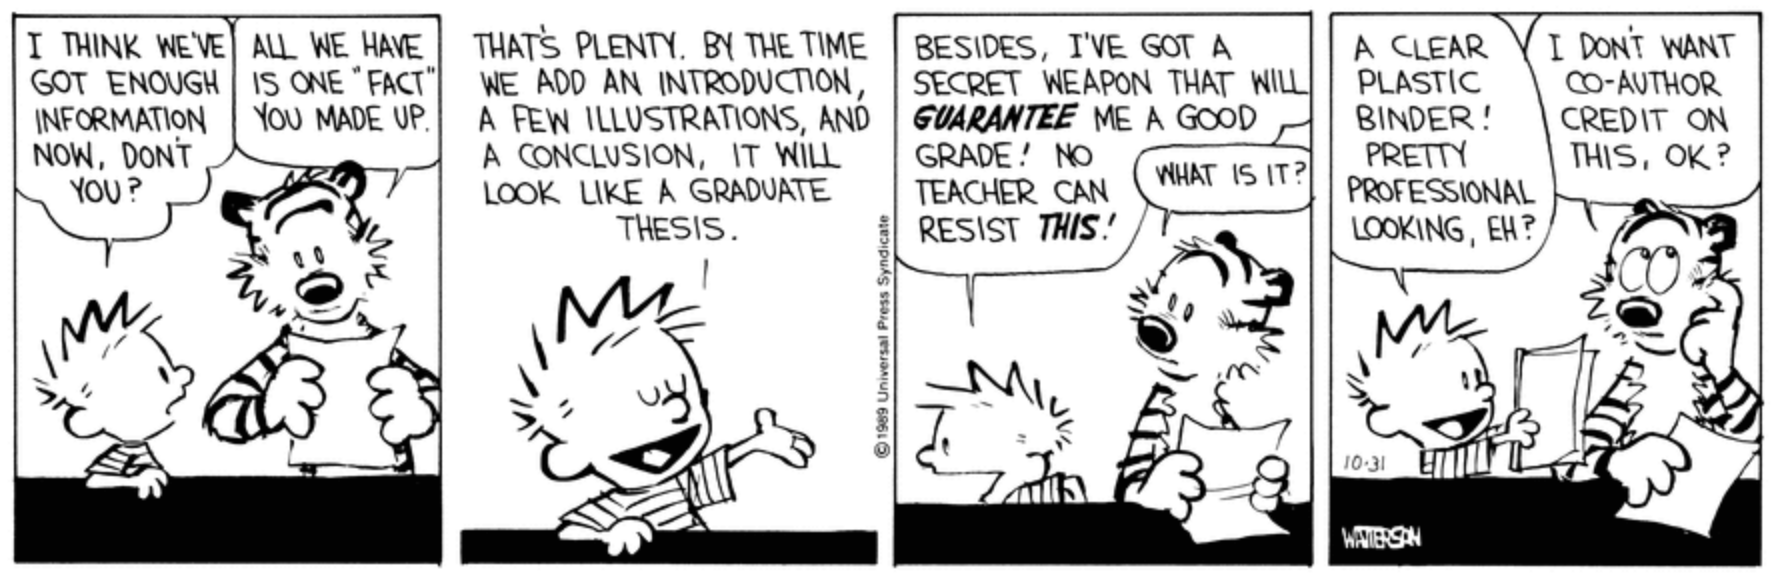 I THINK WE'VE
GOT ENOUGH
INFORMATION
NOW, DON'T
YOU?
ALL WE HAVE
IS ONE "FACT"
YOU MADE UP.
THAT'S PLENTY. BY THE TIME
WE ADD AN INTRODUCTION,
A FEW ILLUSTRATIONS, AND
A CONCLUSION, IT WILL
LOOK LIKE A GRADUATE
THESIS.
©1989 Universal Press Syndicate
BESIDES, I'VE GOT A
SECRET WEAPON THAT WILL
GUARANTEE ME A GOOD
GRADE! NO
TEACHER CAN
RESIST THIS!
WHAT IS IT?
A CLEAR
PLASTIC
BINDER!
PRETTY
PROFESSIONAL
LOOKING, EH?
I DON'T WANT
CO-AUTHOR
CREDIT ON
THIS, OK?
10·31
WATTERSON